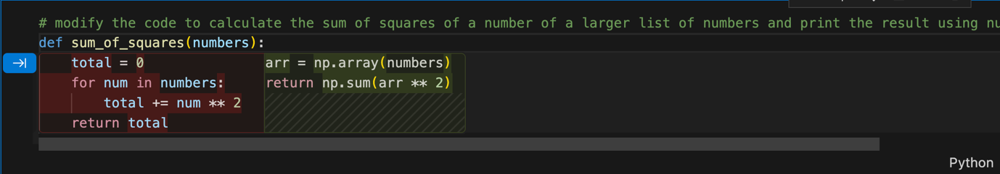 # modify the code to calculate the sum of squares of a number of a larger list of numbers and print the result using
def sum_of_squares(numbers):
total = 0
for num in numbers:
total += num ** 2
return total
arr = np.array(numbers)
return np.sum(arr ** 2)
Python